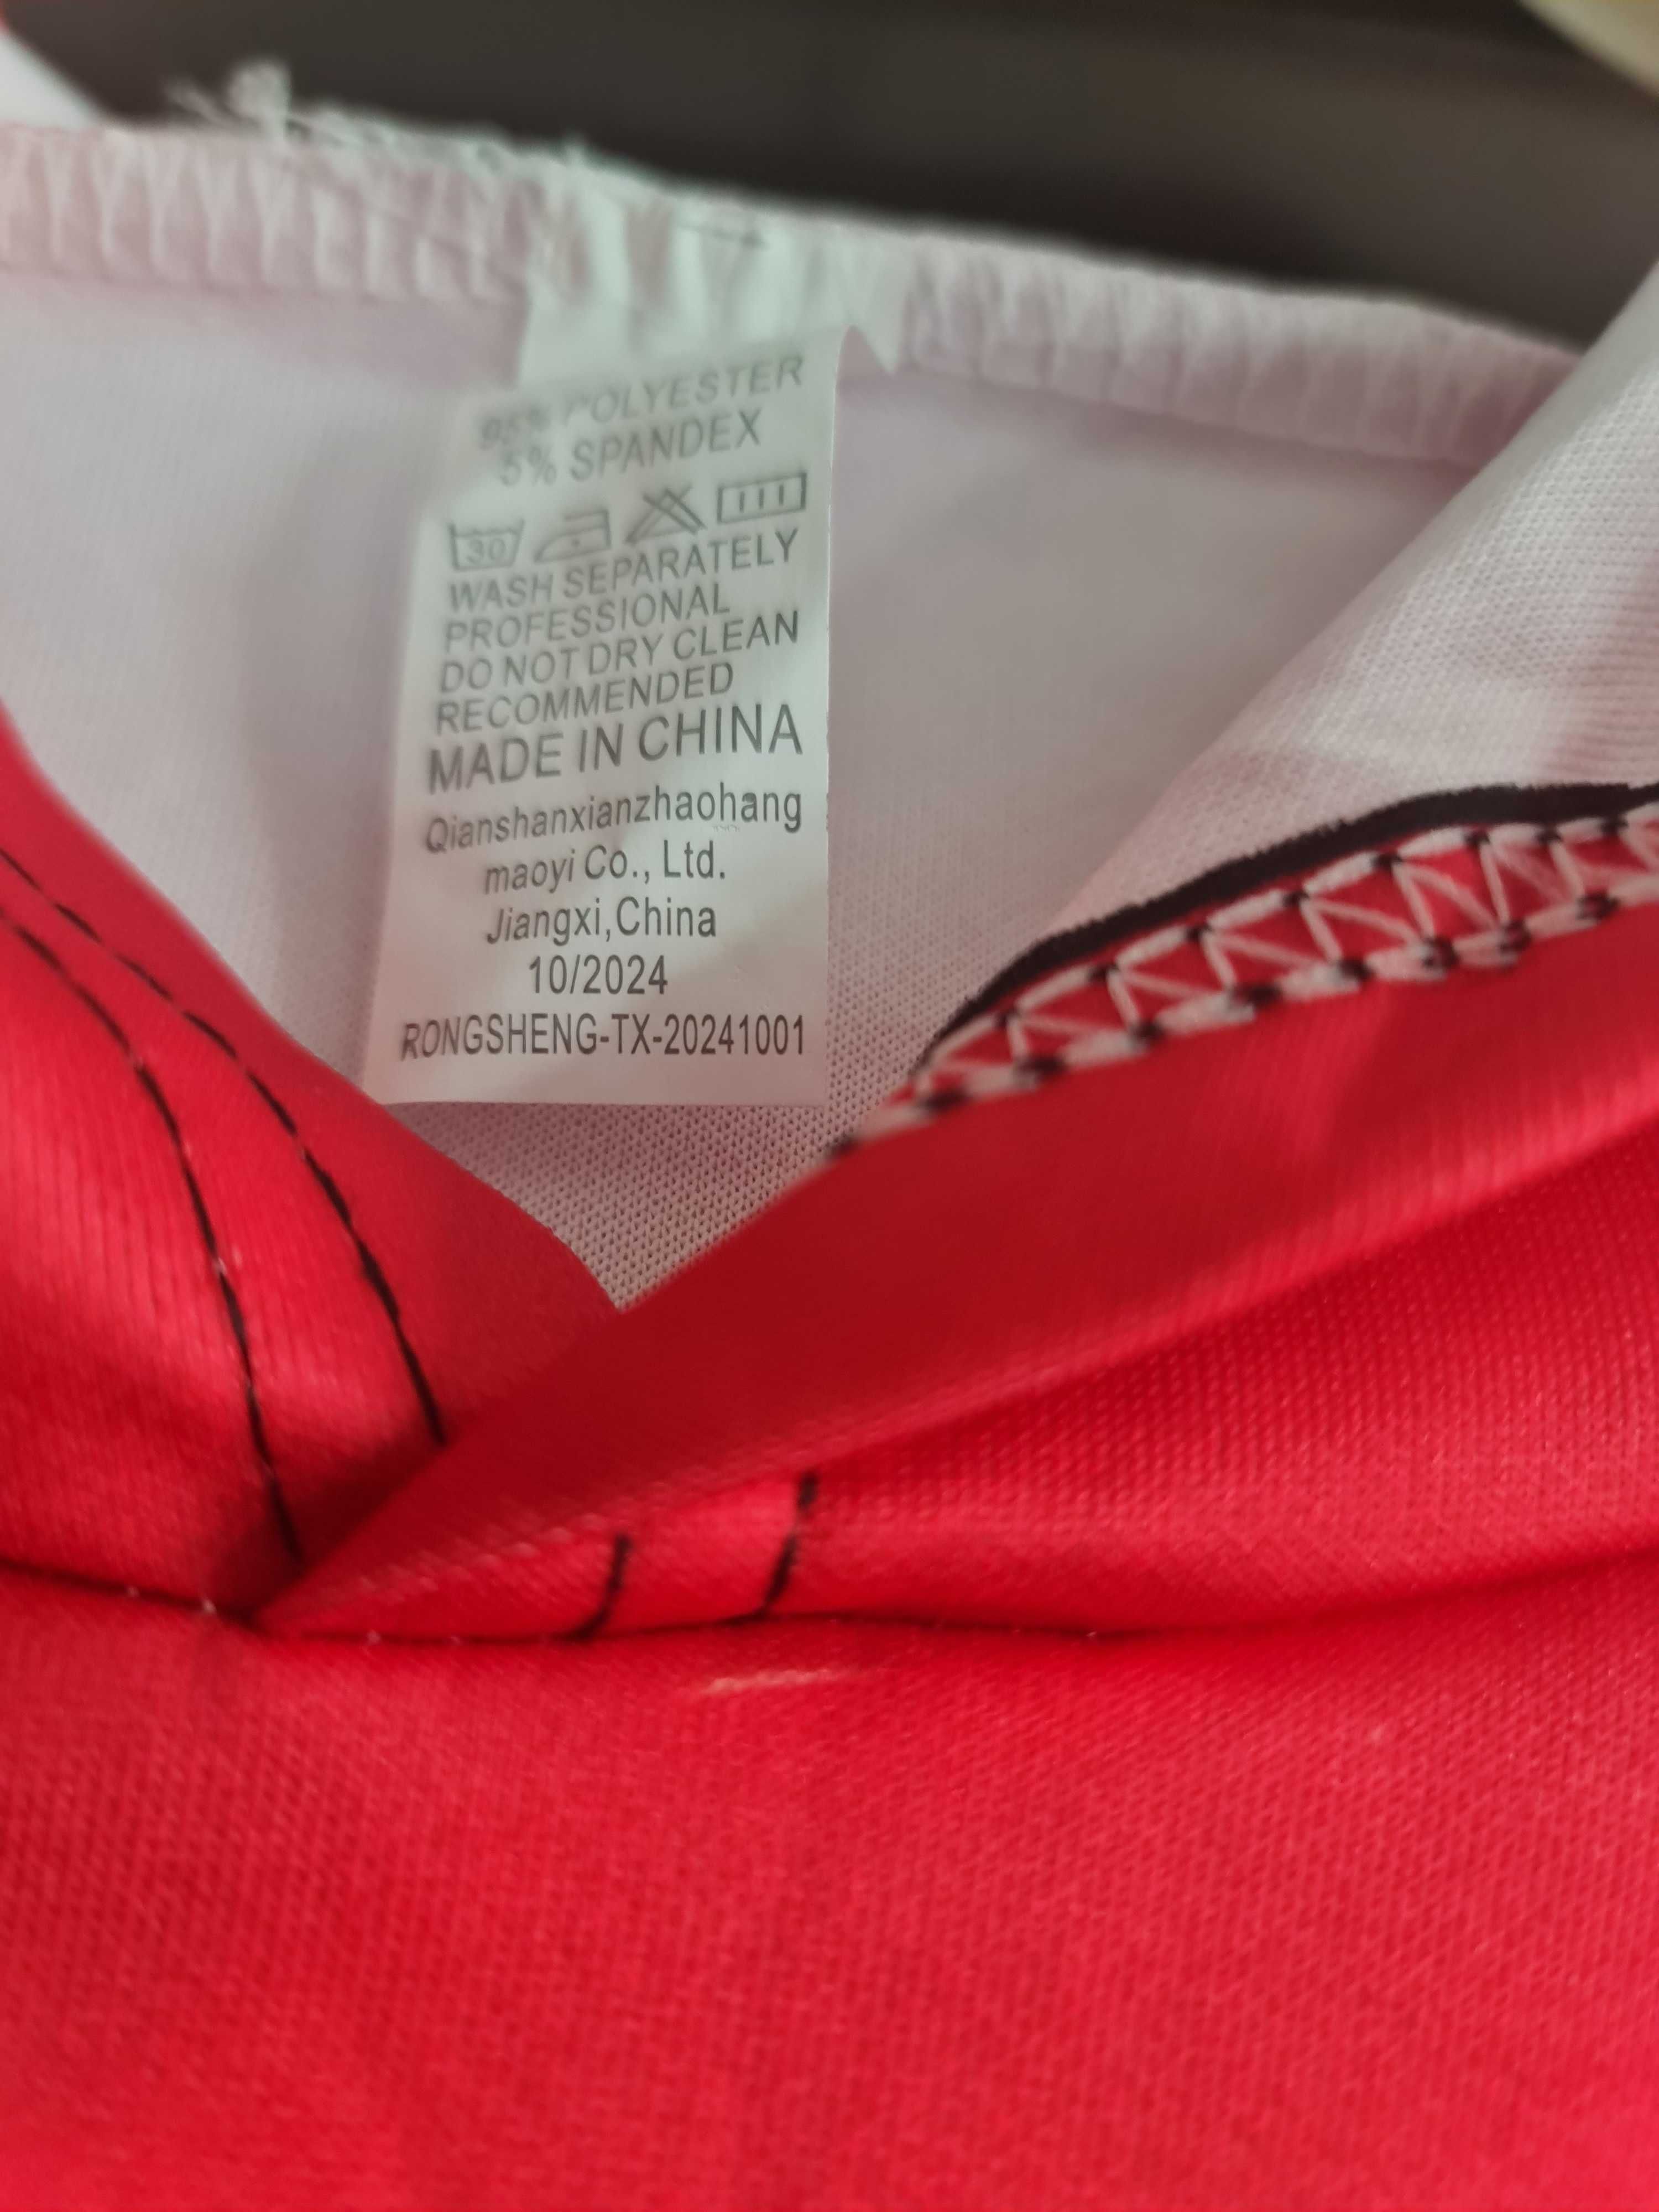 95% POLYESTER
5% SPANDEX
30
WASH SEPARATELY
PROFESSIONAL
DO NOT DRY CLEAN
RECOMMENDED
MADE IN CHINA
Qianshanxianzhaohang
maoyi Co., Ltd.
Jiangxi,China
10/2024
RONGSHENG-TX-20241001